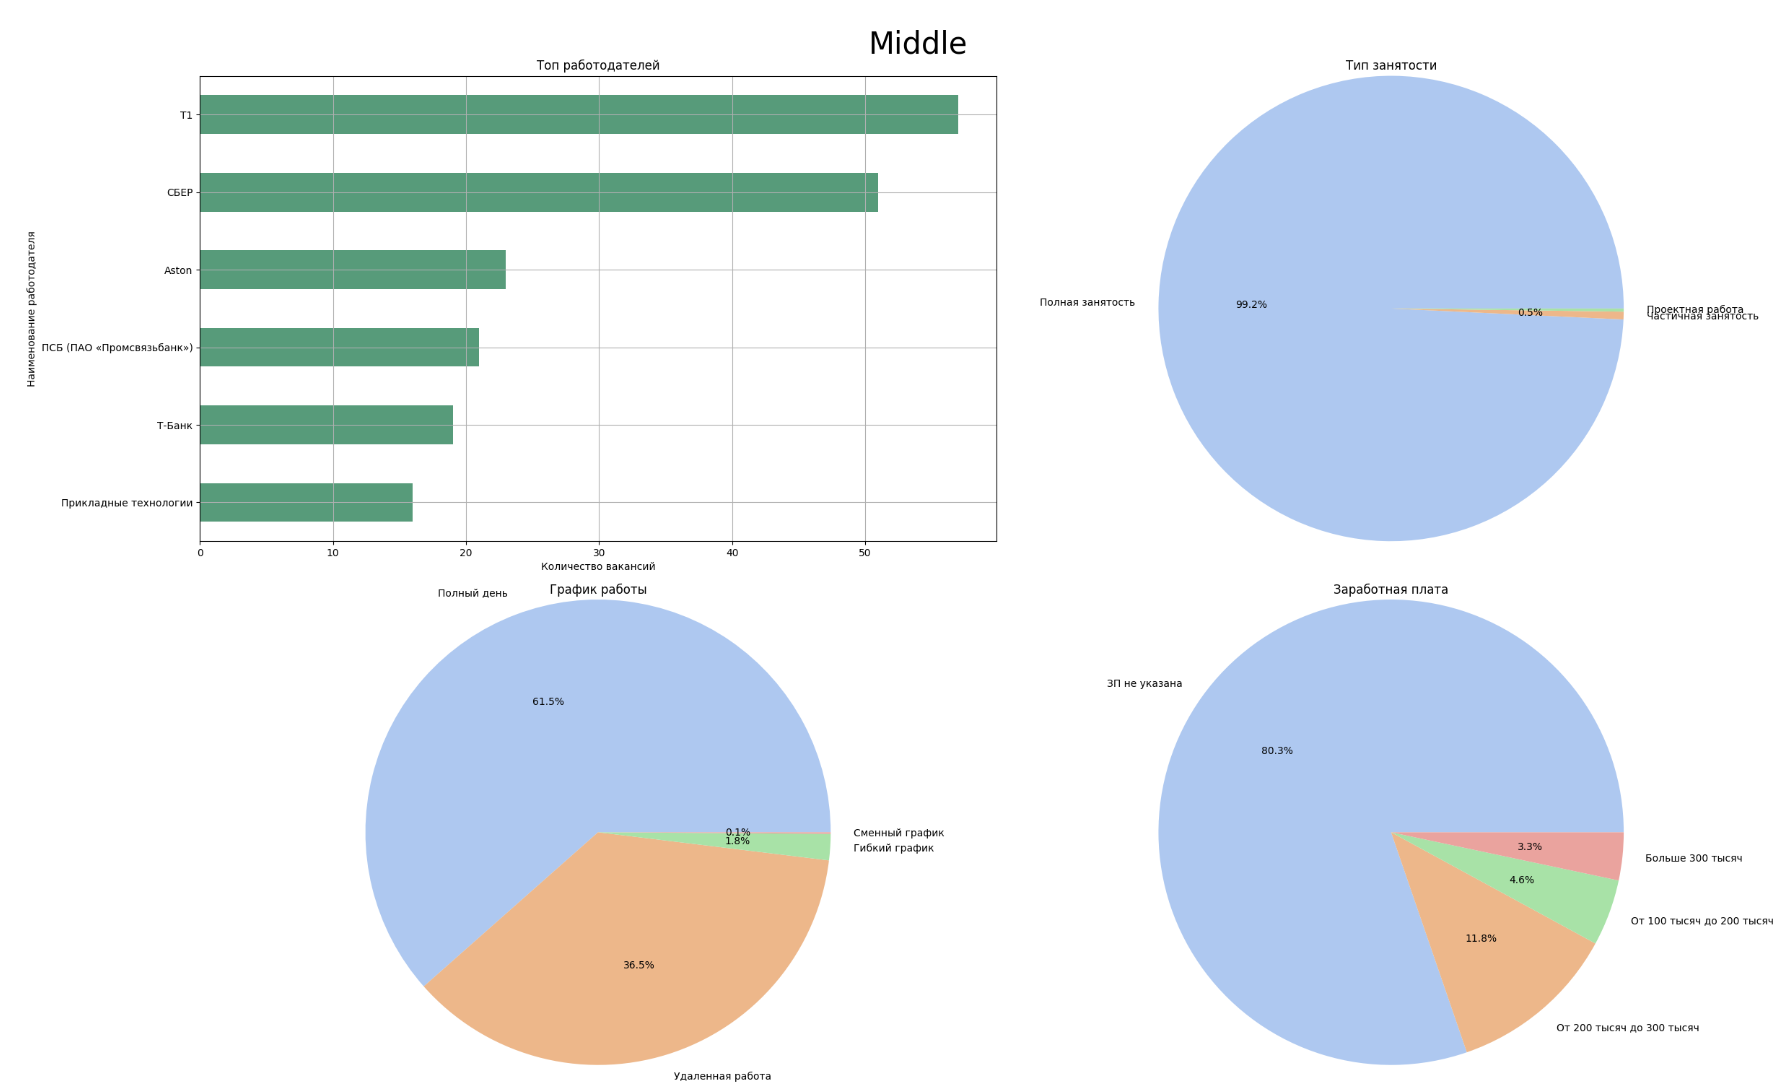 Middle
Топ работодателей
Наименование работодателя
Т1
СБЕР
Aston
ПСБ (ПАО «Промсвязьбанк»)
Т-Банк
Прикладные технологии
0 10 20 30 40 50
Количество вакансий
Тип занятости
Полная занятость
99.2%
0.5%
Проектная работа
Частичная занятость
График работы
Полный день
61.5%
0.1%
1.8%
Сменный график
Гибкий график
36.5%
Удаленная работа
Заработная плата
ЗП не указана
80.3%
3.3%
Больше 300 тысяч
4.6%
От 100 тысяч до 200 тысяч
11.8%
От 200 тысяч до 300 тысяч